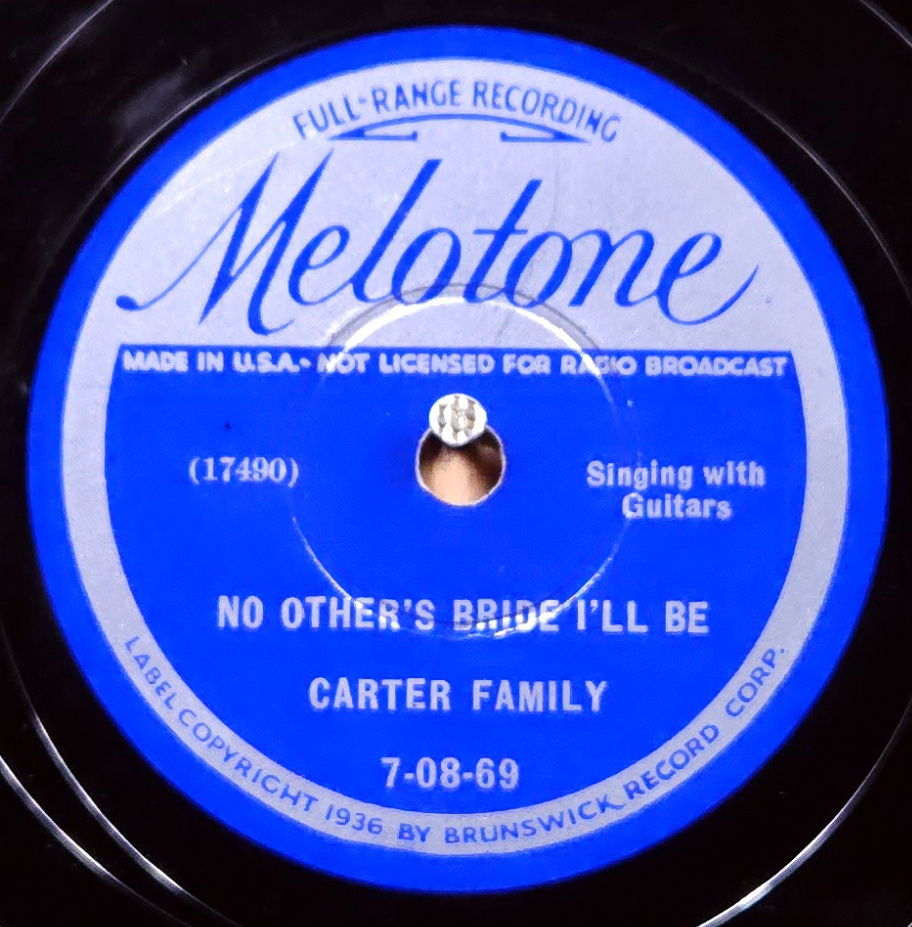 FULL-RANGE RECORDING
Melotone
MADE IN U.S.A.- NOT LICENSED FOR RADIO BROADCAST
(17490)
Singing with
Guitars
NO OTHER'S BRIDE I'LL BE
CARTER FAMILY
7-08-69
LABEL COPYRIGHT 1936 BY BRUNSWICK RECORD CORP.